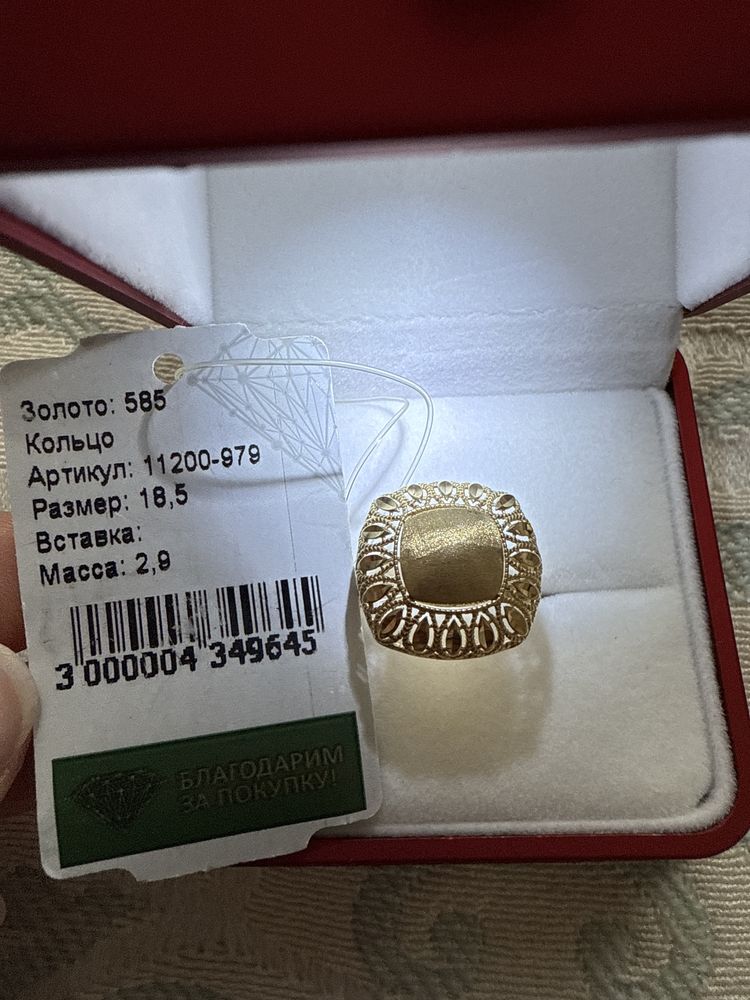 Золото: 585
Кольцо
Артикул: 11200-979
Размер: 18,5
Вставка:
Масса: 2,9
3 000004 349645
БЛАГОДАРИМ
ЗА ПОКУПКУ!